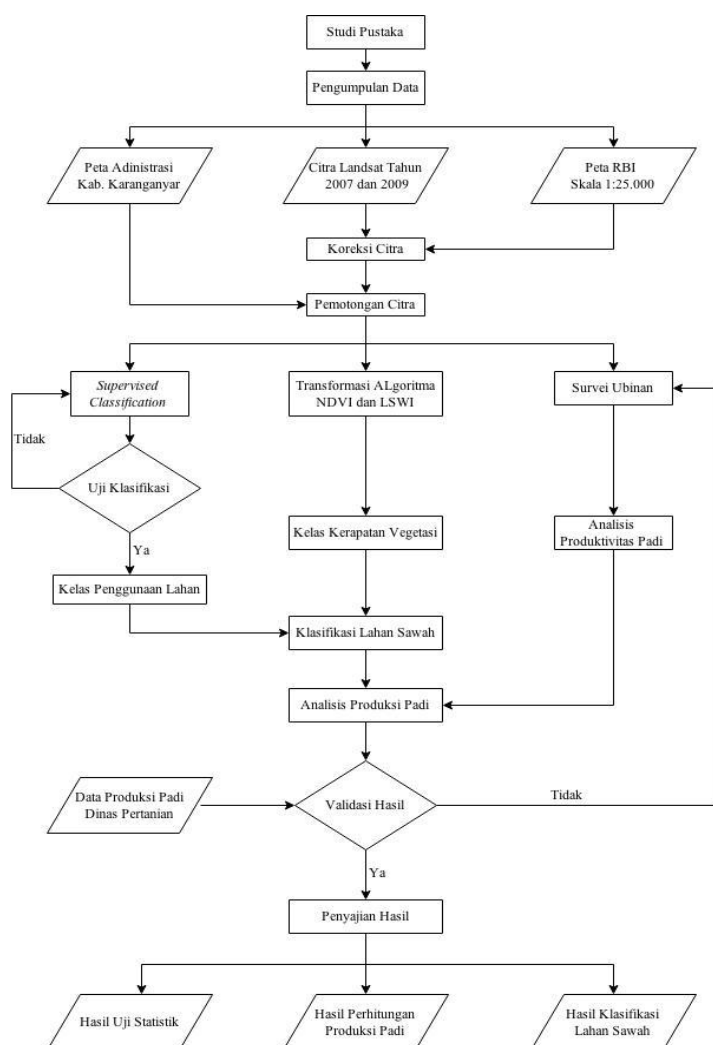 Studi Pustaka
Pengumpulan Data
Peta Adinistrasi
Kab. Karanganyar
Citra Landsat Tahun
2007 dan 2009
Peta RBI
Skala 1:25.000
Koreksi Citra
Pemotongan Citra
Supervised
Classification
Transformasi ALgoritma
NDVI dan LSWI
Survei Ubinan
Tidak
Uji Klasifikasi
Ya
Kelas Kerapatan Vegetasi
Analisis
Produktivitas Padi
Kelas Penggunaan Lahan
Klasifikasi Lahan Sawah
Analisis Produksi Padi
Data Produksi Padi
Dinas Pertanian
Validasi Hasil
Tidak
Ya
Penyajian Hasil
Hasil Uji Statistik
Hasil Perhitungan
Produksi Padi
Hasil Klasifikasi
Lahan Sawah